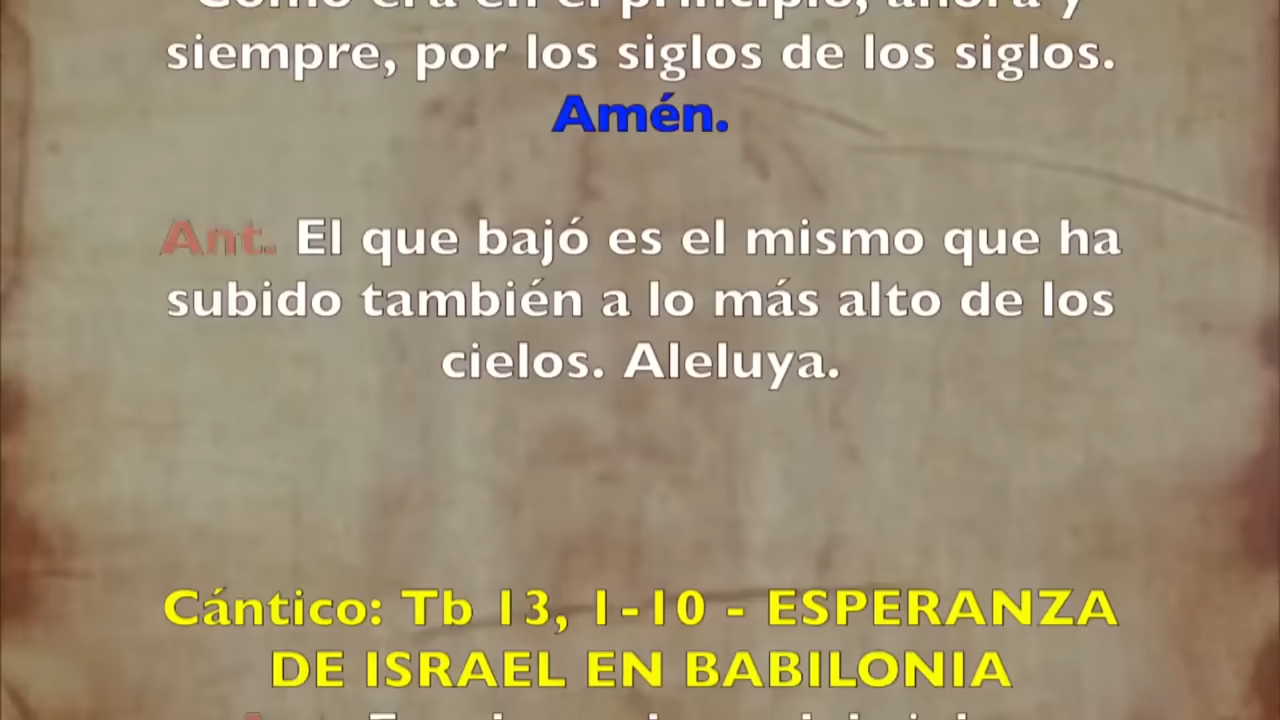 Como era en el principio, ahora y
siempre, por los siglos de los siglos.
Amén.
Ant. El que bajó es el mismo que ha
subido también a lo más alto de los
cielos. Aleluya.
Cántico: Tb 13, 1-10 - ESPERANZA
DE ISRAEL EN BABILONIA